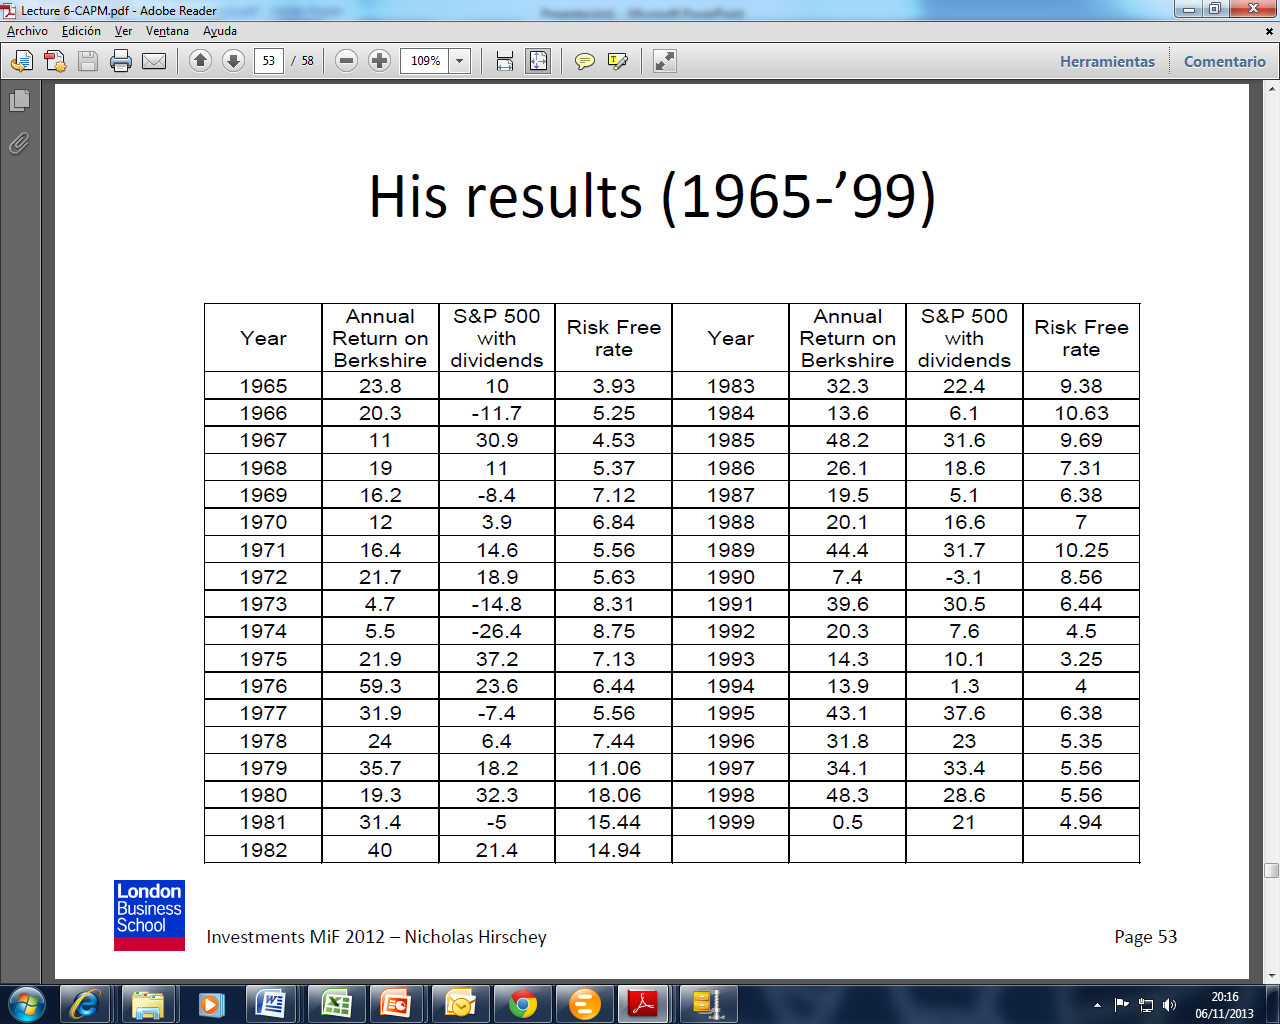 Lecture 6-CAPM.pdf - Adobe Reader
Archivo Edición Ver Ventana Ayuda
53 / 58 109% Herramientas Comentario
His results (1965-’99)
Year Annual Return on Berkshire S&P 500 with dividends Risk Free rate Year Annual Return on Berkshire S&P 500 with dividends Risk Free rate
1965 23.8 10 3.93 1983 32.3 22.4 9.38
1966 20.3 -11.7 5.25 1984 13.6 6.1 10.63
1967 11 30.9 4.53 1985 48.2 31.6 9.69
1968 19 11 5.37 1986 26.1 18.6 7.31
1969 16.2 -8.4 7.12 1987 19.5 5.1 6.38
1970 12 3.9 6.84 1988 20.1 16.6 7
1971 16.4 14.6 5.56 1989 44.4 31.7 10.25
1972 21.7 18.9 5.63 1990 7.4 -3.1 8.56
1973 4.7 -14.8 8.31 1991 39.6 30.5 6.44
1974 5.5 -26.4 8.75 1992 20.3 7.6 4.5
1975 21.9 37.2 7.13 1993 14.3 10.1 3.25
1976 59.3 23.6 6.44 1994 13.9 1.3 4
1977 31.9 -7.4 5.56 1995 43.1 37.6 6.38
1978 24 6.4 7.44 1996 31.8 23 5.35
1979 35.7 18.2 11.06 1997 34.1 33.4 5.56
1980 19.3 32.3 18.06 1998 48.3 28.6 5.56
1981 31.4 -5 15.44 1999 0.5 21 4.94
1982 40 21.4 14.94
London
Business
School
Investments MiF 2012 – Nicholas Hirschey Page 53
20:16
06/11/2013